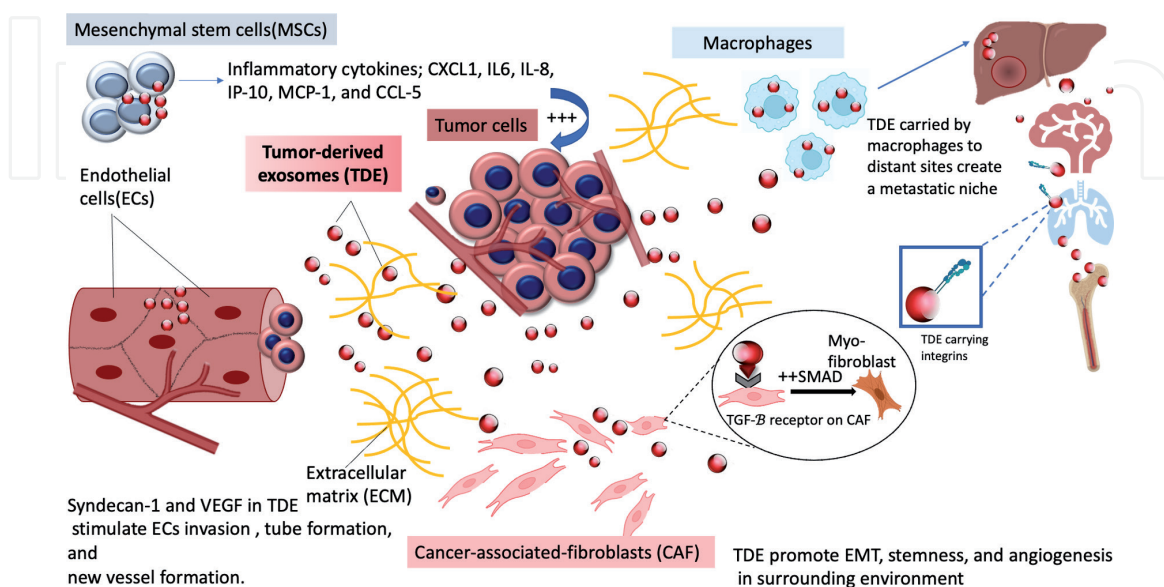 Mesenchymal stem cells(MSCs)
Inflammatory cytokines; CXCL1, IL6, IL-8,
IP-10, MCP-1, and CCL-5
+++
Tumor cells
Macrophages
TDE carried by
macrophages to
distant sites create
a metastatic niche
Endothelial
cells(ECs)
Tumor-derived
exosomes (TDE)
TDE carrying
integrins
Myo-
fibroblast
++SMAD
TGF-ℬ receptor on CAF
Extracellular
matrix (ECM)
Syndecan-1 and VEGF in TDE
stimulate ECs invasion , tube formation,
and
new vessel formation.
Cancer-associated-fibroblasts (CAF)
TDE promote EMT, stemness, and angiogenesis
in surrounding environment